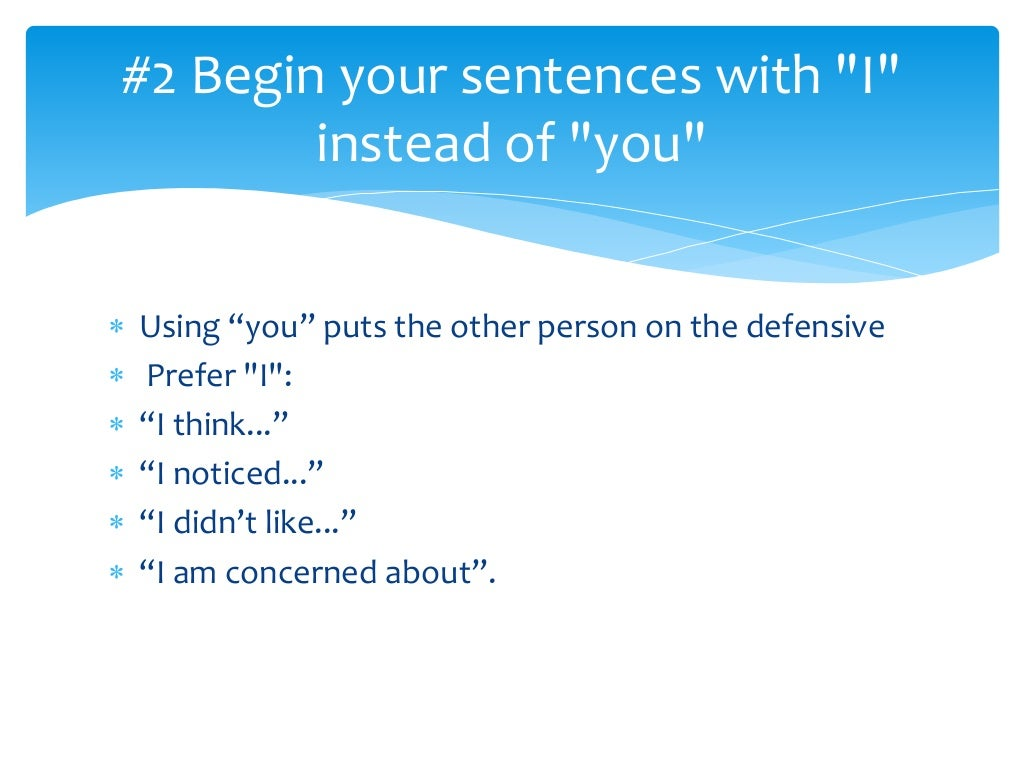 #2 Begin your sentences with "I"
instead of "you"
* Using “you” puts the other person on the defensive
* Prefer "I":
* “I think...”
* “I noticed...”
* “I didn’t like...”
* “I am concerned about”.